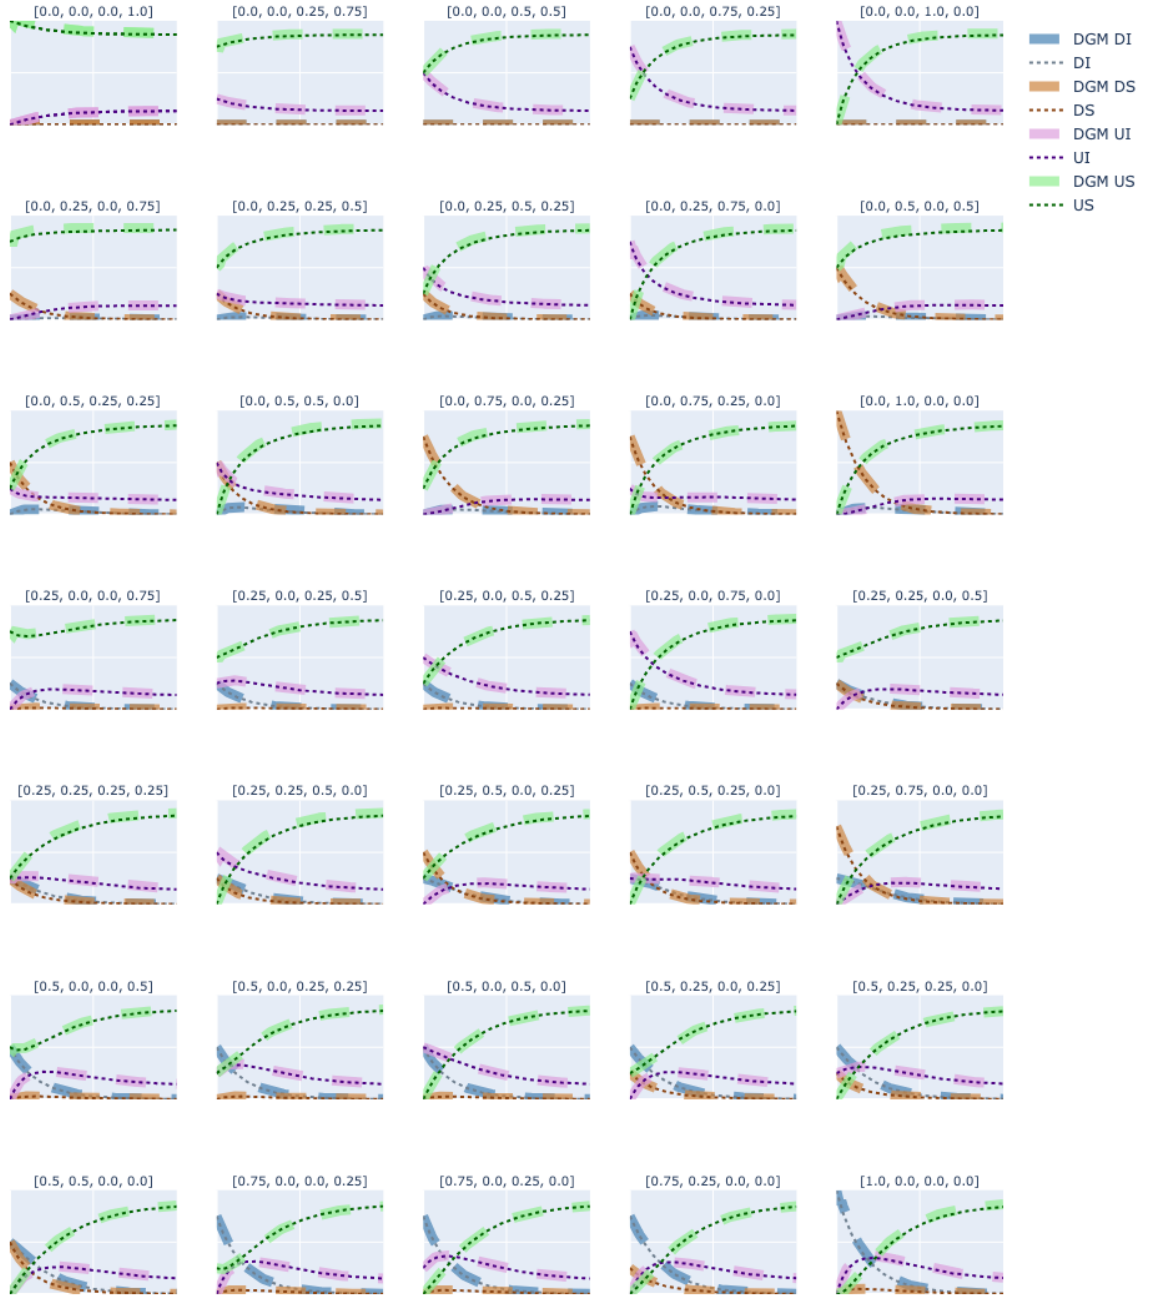 [0.0, 0.0, 0.0, 1.0]
[0.0, 0.0, 0.25, 0.75]
[0.0, 0.0, 0.5, 0.5]
[0.0, 0.0, 0.75, 0.25]
[0.0, 0.0, 1.0, 0.0]
DGM DI
DI
DGM DS
DS
DGM UI
UI
DGM US
US
[0.0, 0.25, 0.0, 0.75]
[0.0, 0.25, 0.25, 0.5]
[0.0, 0.25, 0.5, 0.25]
[0.0, 0.25, 0.75, 0.0]
[0.0, 0.5, 0.0, 0.5]
[0.0, 0.5, 0.25, 0.25]
[0.0, 0.5, 0.5, 0.0]
[0.0, 0.75, 0.0, 0.25]
[0.0, 0.75, 0.25, 0.0]
[0.0, 1.0, 0.0, 0.0]
[0.25, 0.0, 0.0, 0.75]
[0.25, 0.0, 0.25, 0.5]
[0.25, 0.0, 0.5, 0.25]
[0.25, 0.0, 0.75, 0.0]
[0.25, 0.25, 0.0, 0.5]
[0.25, 0.25, 0.25, 0.25]
[0.25, 0.25, 0.5, 0.0]
[0.25, 0.5, 0.0, 0.25]
[0.25, 0.5, 0.25, 0.0]
[0.25, 0.75, 0.0, 0.0]
[0.5, 0.0, 0.0, 0.5]
[0.5, 0.0, 0.25, 0.25]
[0.5, 0.0, 0.5, 0.0]
[0.5, 0.25, 0.0, 0.25]
[0.5, 0.25, 0.25, 0.0]
[0.5, 0.5, 0.0, 0.0]
[0.75, 0.0, 0.0, 0.25]
[0.75, 0.0, 0.25, 0.0]
[0.75, 0.25, 0.0, 0.0]
[1.0, 0.0, 0.0, 0.0]